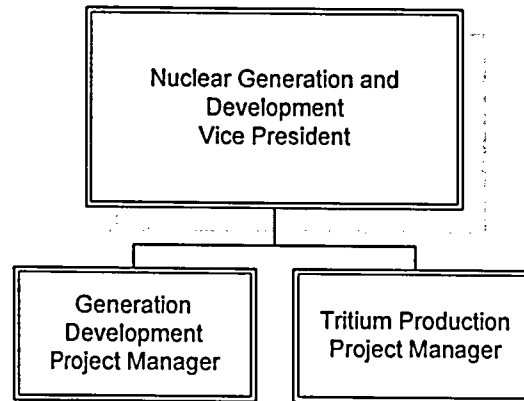 Nuclear Generation and
Development
Vice President
Generation
Development
Project Manager
Tritium Production
Project Manager